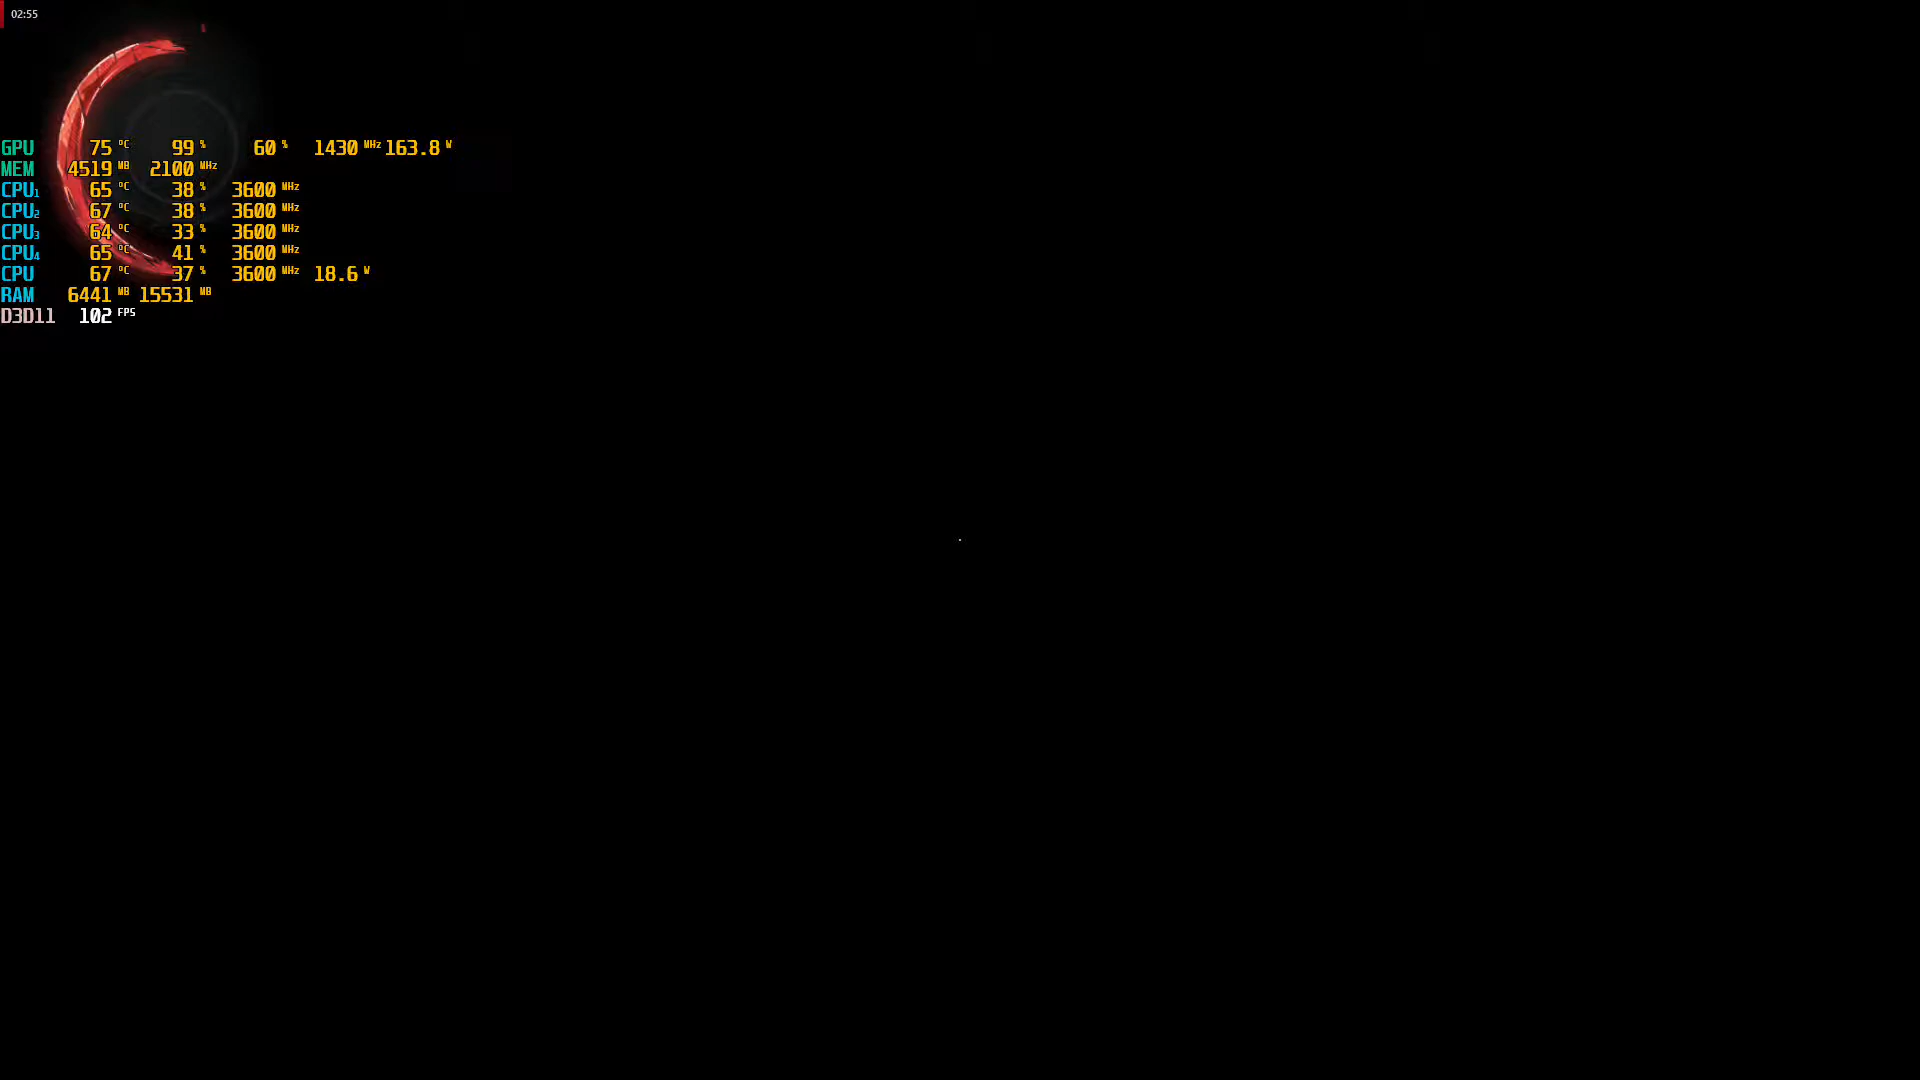 02:55
GPU 75 °C 99 % 60 % 1430 MHz 163.8 W
MEM 4519 MB 2100 MHz
CPU1 65 °C 38 % 3600 MHz
CPU2 67 °C 38 % 3600 MHz
CPU3 64 °C 33 % 3600 MHz
CPU4 65 °C 41 % 3600 MHz
CPU 67 °C 37 % 3600 MHz 18.6 W
RAM 6441 MB 15531 MB
D3D11 102 FPS